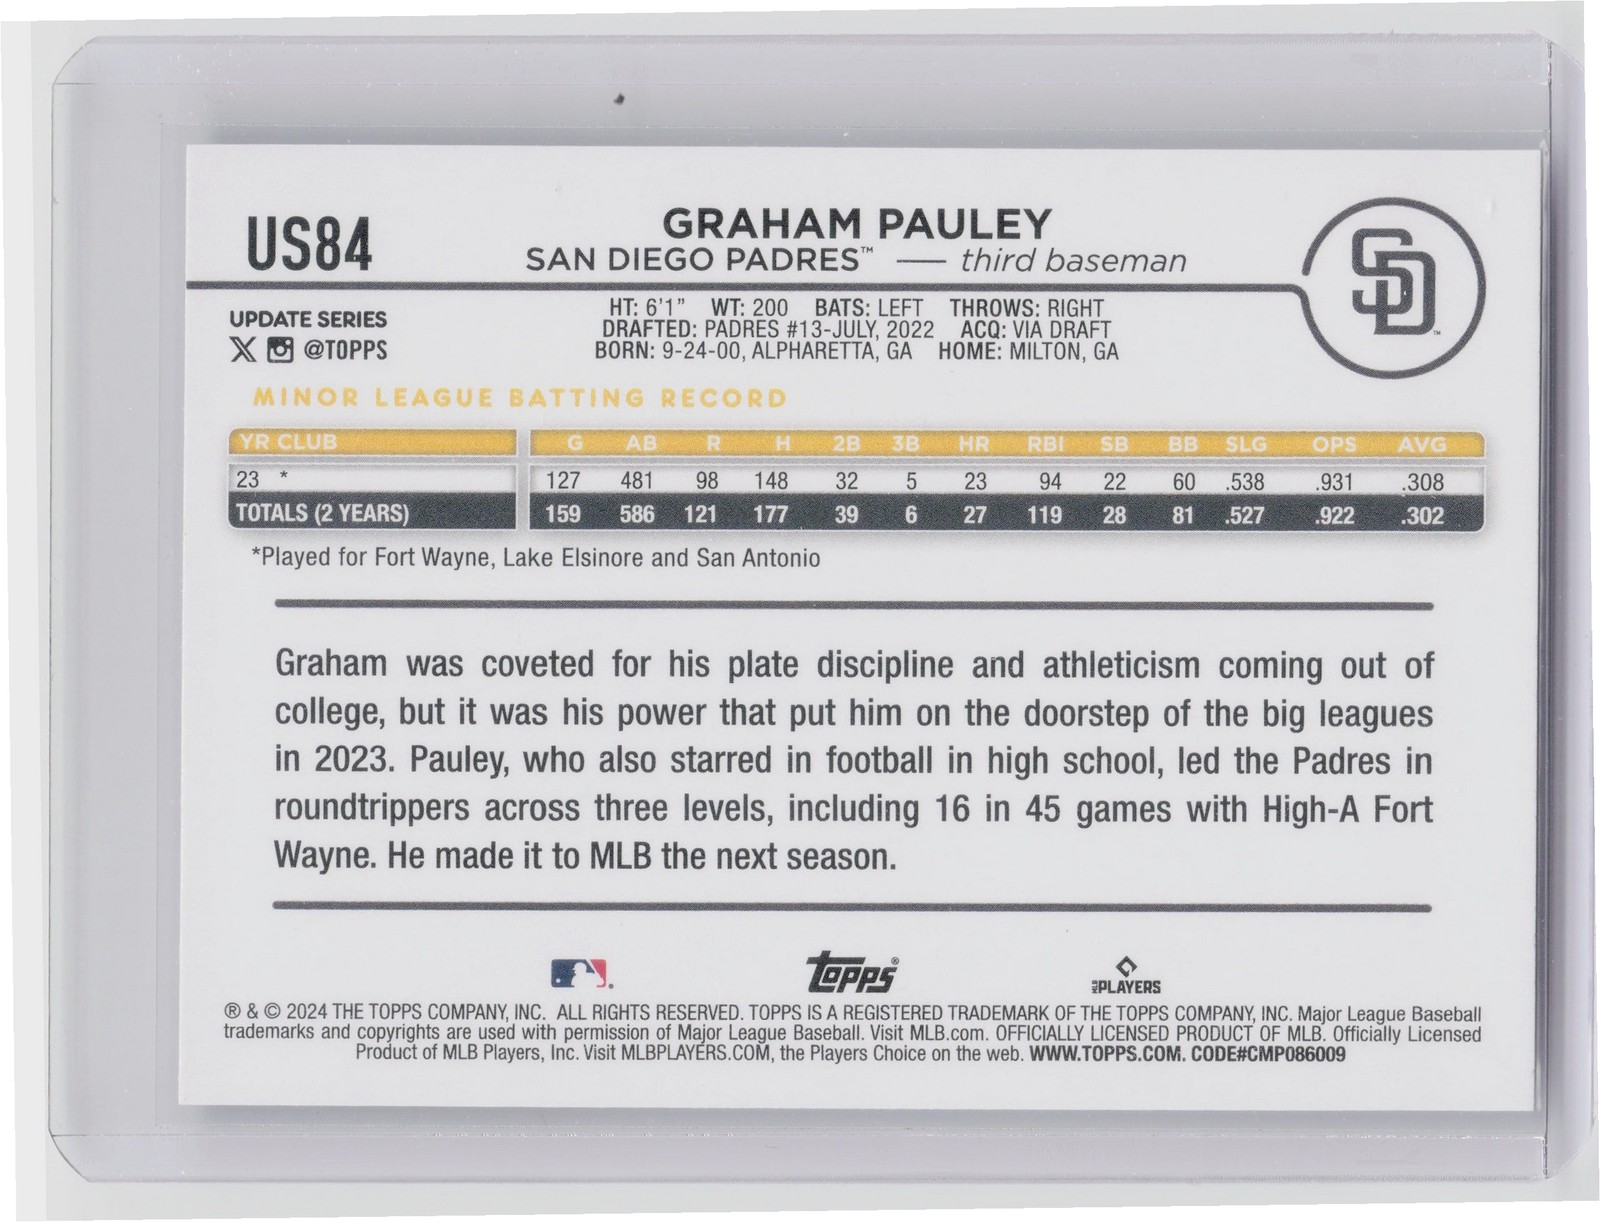 US84
GRAHAM PAULEY
SAN DIEGO PADRES™ — third baseman
SD™
UPDATE SERIES
@TOPPS
HT: 6'1" WT: 200 BATS: LEFT THROWS: RIGHT
DRAFTED: PADRES #13-JULY, 2022 ACQ: VIA DRAFT
BORN: 9-24-00, ALPHARETTA, GA HOME: MILTON, GA
MINOR LEAGUE BATTING RECORD
YR CLUB G AB R H 2B 3B HR RBI SB BB SLG OPS AVG
23 * 127 481 98 148 32 5 23 94 22 60 .538 .931 .308
TOTALS (2 YEARS) 159 586 121 177 39 6 27 119 28 81 .527 .922 .302
*Played for Fort Wayne, Lake Elsinore and San Antonio
Graham was coveted for his plate discipline and athleticism coming out of
college, but it was his power that put him on the doorstep of the big leagues
in 2023. Pauley, who also starred in football in high school, led the Padres in
roundtrippers across three levels, including 16 in 45 games with High-A Fort
Wayne. He made it to MLB the next season.
Topps®
MLB PLAYERS
® & © 2024 THE TOPPS COMPANY, INC. ALL RIGHTS RESERVED. TOPPS IS A REGISTERED TRADEMARK OF THE TOPPS COMPANY, INC. Major League Baseball
trademarks and copyrights are used with permission of Major League Baseball. Visit MLB.com. OFFICIALLY LICENSED PRODUCT OF MLB. Officially Licensed
Product of MLB Players, Inc. Visit MLBPLAYERS.COM, the Players Choice on the web. WWW.TOPPS.COM. CODE#CMP086009